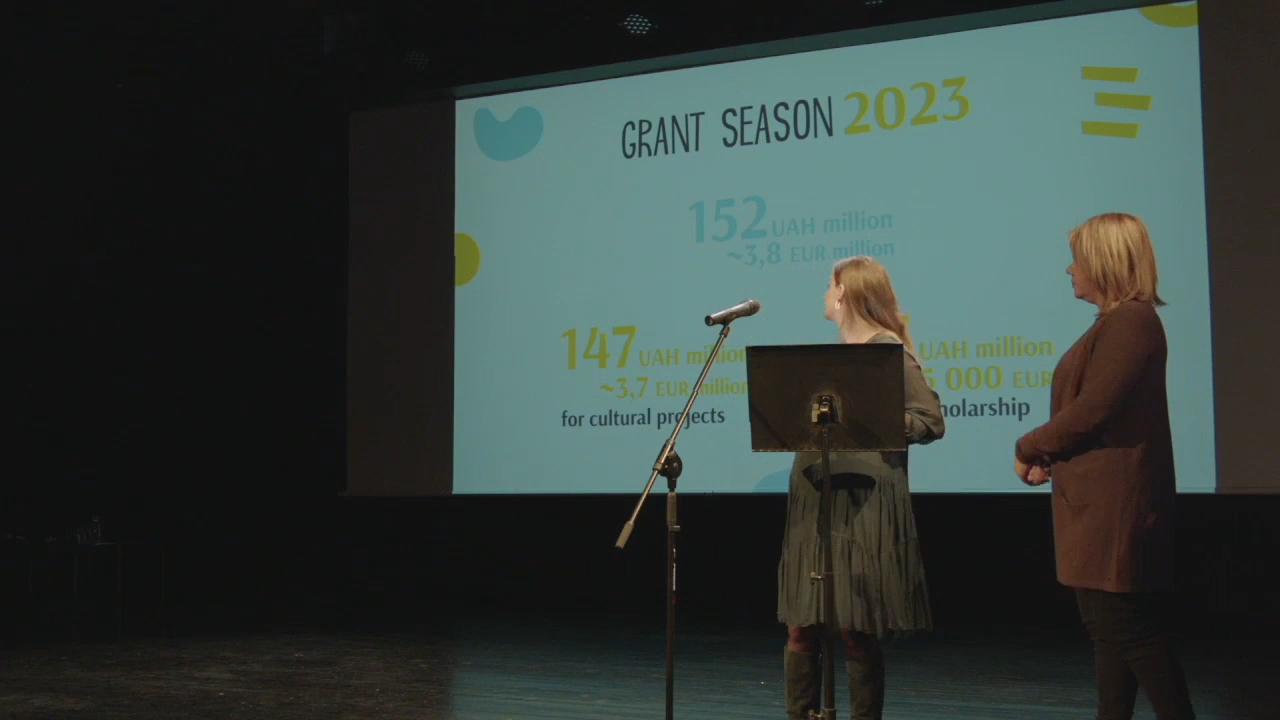 GRANT SEASON 2023
152 UAH million
~3,8 EUR million
147 UAH million
~3,7 EUR million
for cultural projects
UAH million
000 EUR